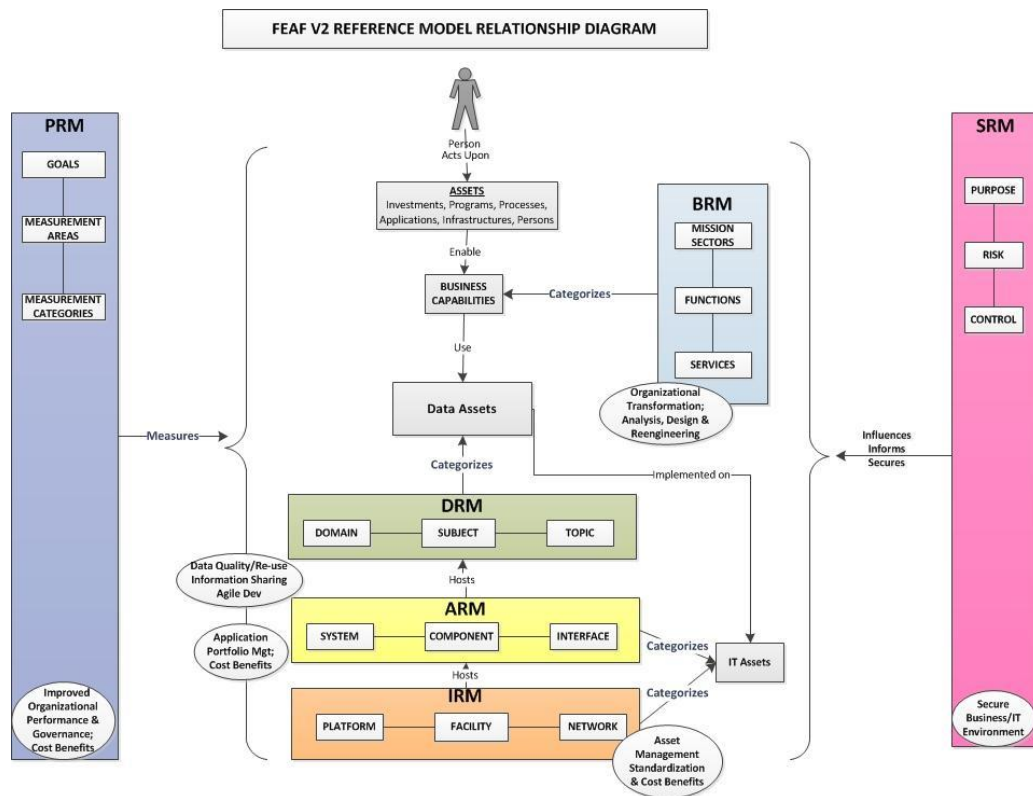 FEAF V2 REFERENCE MODEL RELATIONSHIP DIAGRAM
PRM
GOALS
MEASUREMENT
AREAS
MEASUREMENT
CATEGORIES
Improved
Organizational
Performance &
Governance;
Cost Benefits
Measures
Person
Acts Upon
ASSETS
Investments, Programs, Processes,
Applications, Infrastructures, Persons
Enable
BUSINESS
CAPABILITIES
Categorizes
Use
Data Assets
Categorizes
Implemented on
BRM
MISSION
SECTORS
FUNCTIONS
SERVICES
Organizational
Transformation;
Analysis, Design &
Reengineering
DRM
DOMAIN
SUBJECT
TOPIC
Data Quality/Re-use
Information Sharing
Agile Dev
Hosts
ARM
SYSTEM
COMPONENT
INTERFACE
Application
Portfolio Mgt;
Cost Benefits
Categorizes
IT Assets
Hosts
Categorizes
IRM
PLATFORM
FACILITY
NETWORK
Asset
Management
Standardization
& Cost Benefits
Influences
Informs
Secures
SRM
PURPOSE
RISK
CONTROL
Secure
Business/IT
Environment